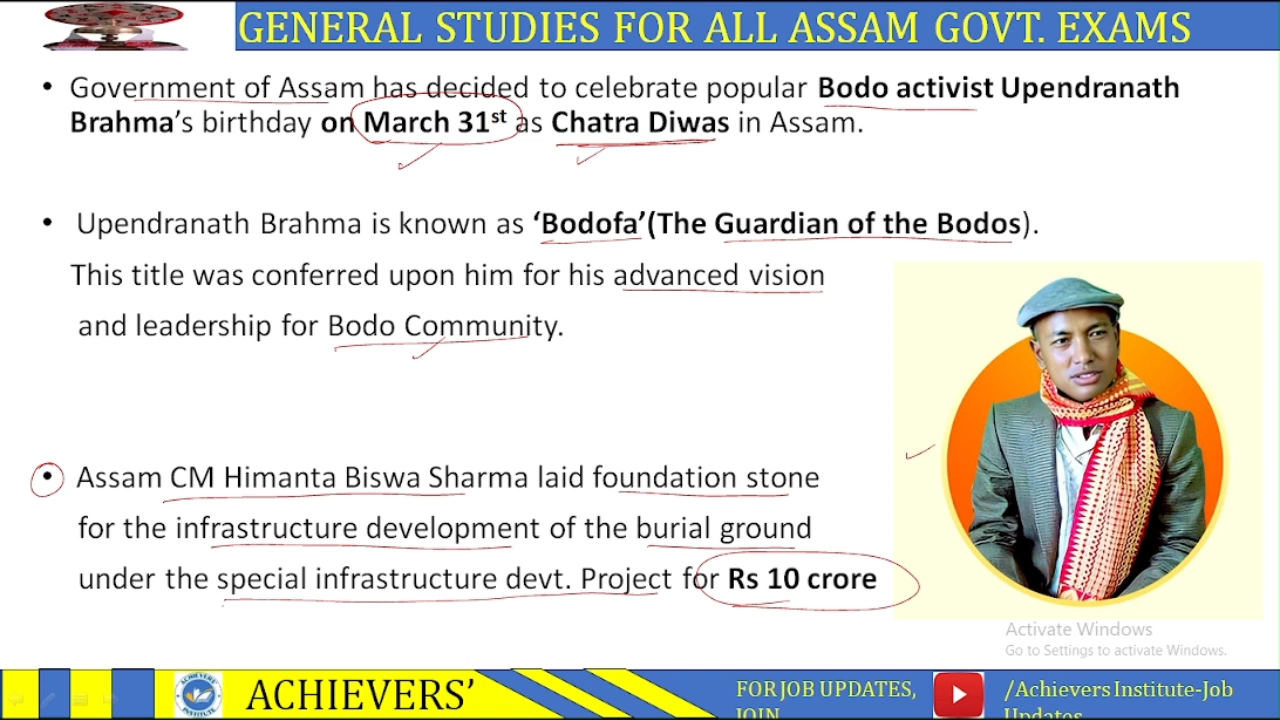 GENERAL STUDIES FOR ALL ASSAM GOVT. EXAMS
• Government of Assam has decided to celebrate popular Bodo activist Upendranath
Brahma's birthday on March 31st as Chatra Diwas in Assam.
• Upendranath Brahma is known as ‘Bodofa’(The Guardian of the Bodos).
This title was conferred upon him for his advanced vision
and leadership for Bodo Community.
• Assam CM Himanta Biswa Sharma laid foundation stone
for the infrastructure development of the burial ground
under the special infrastructure devt. Project for Rs 10 crore
Activate Windows
Go to Settings to activate Windows.
ACHIEVERS’
FOR JOB UPDATES,
JOIN
/Achievers Institute-Job
Updates